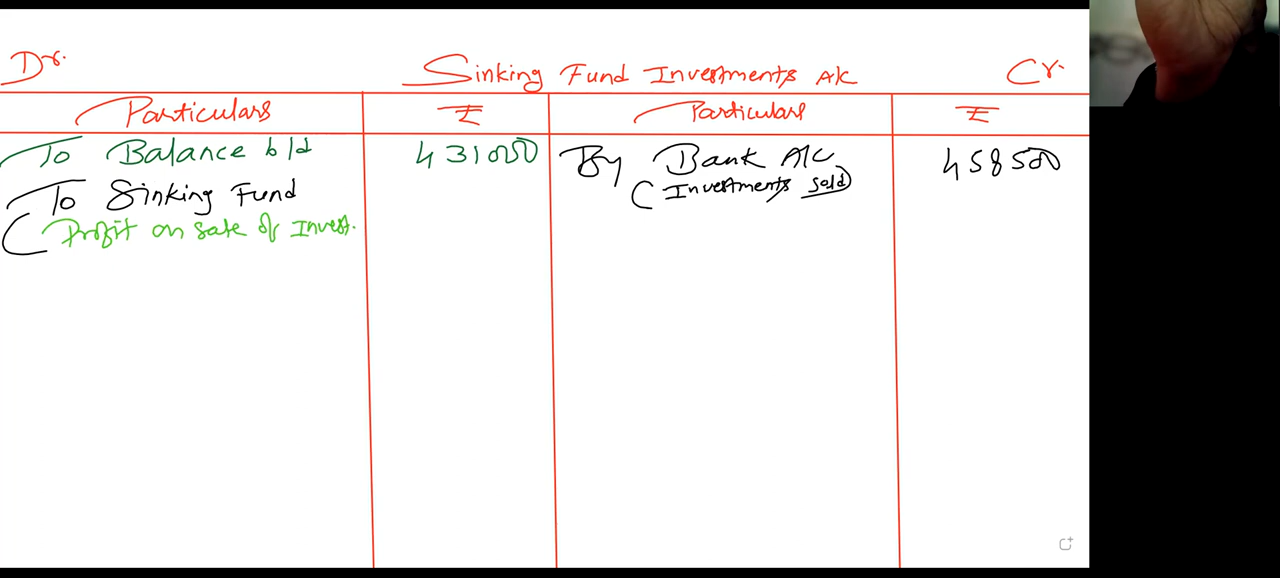 Dr. Sinking Fund Investments A/c Cr.
Particulars ₹ Particulars ₹
To Balance b/d 431000 By Bank A/C 458500
To Sinking Fund (Investments sold)
(Profit on sale of Invest.